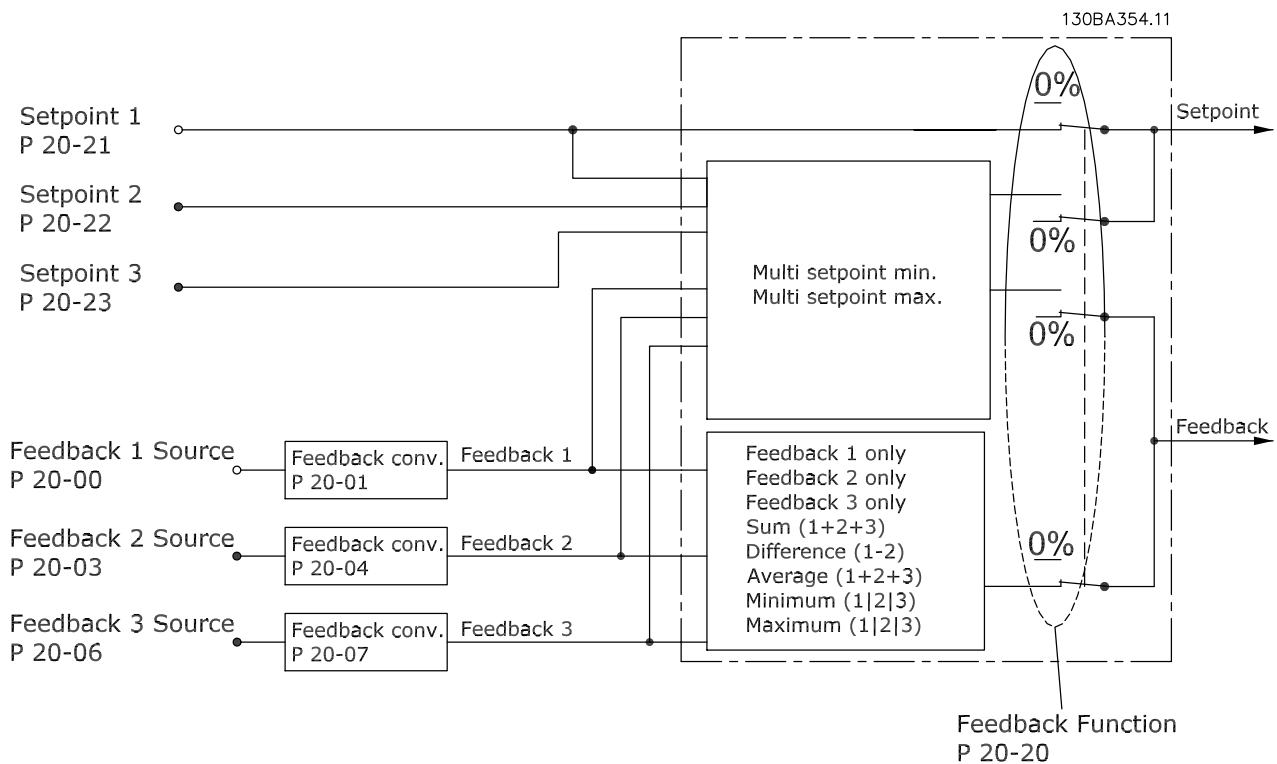 130BA354.11
0%
Setpoint 1
P 20-21
Setpoint
Setpoint 2
P 20-22
0%
Setpoint 3
P 20-23
Multi setpoint min.
Multi setpoint max.
0%
Feedback
Feedback 1 Source
P 20-00
Feedback conv.
P 20-01
Feedback 1
Feedback 2 Source
P 20-03
Feedback conv.
P 20-04
Feedback 2
Feedback 3 Source
P 20-06
Feedback conv.
P 20-07
Feedback 3
Feedback 1 only
Feedback 2 only
Feedback 3 only
Sum (1+2+3)
Difference (1-2)
Average (1+2+3)
Minimum (1|2|3)
Maximum (1|2|3)
0%
Feedback Function
P 20-20